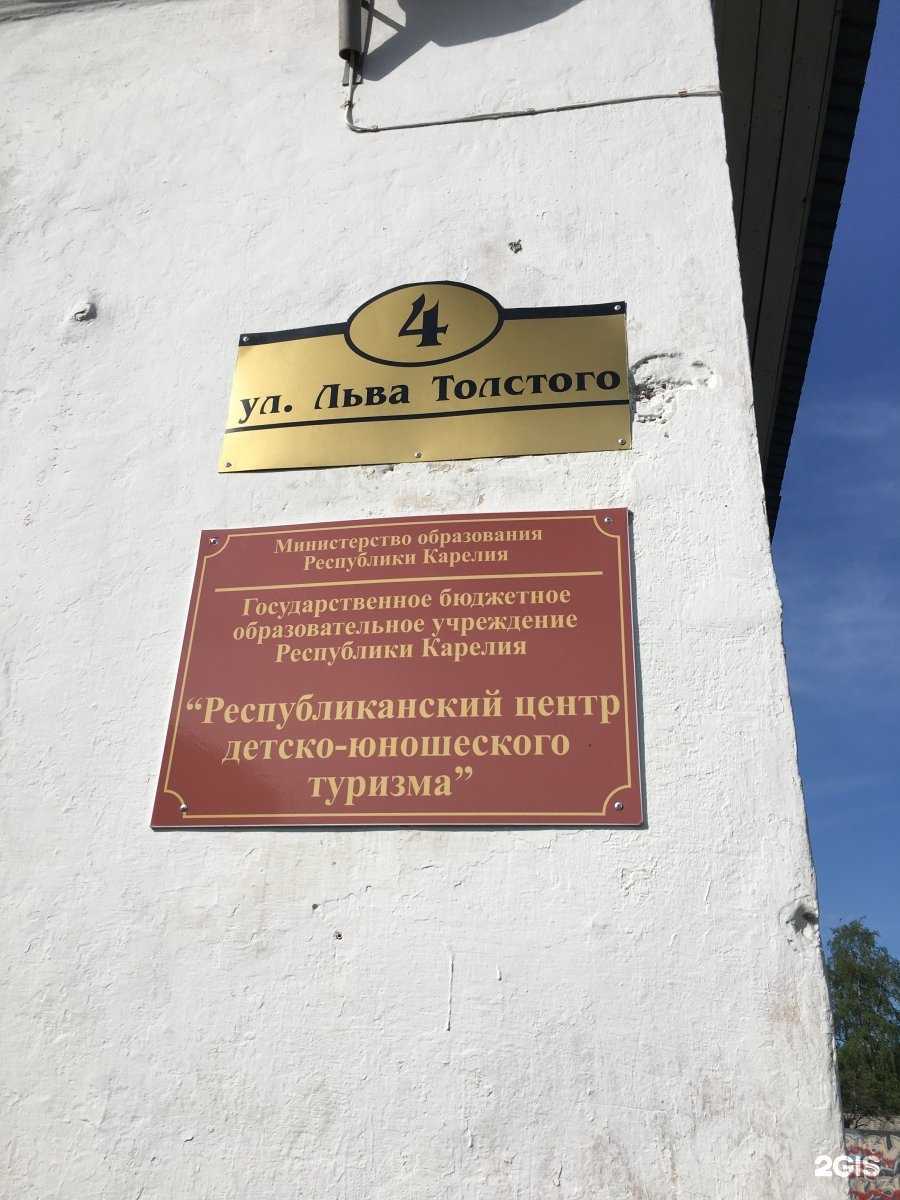 4
ул. Льва Толстого
Министерство образования
Республики Карелия
Государственное бюджетное
образовательное учреждение
Республики Карелия
“Республиканский центр
детско-юношеского
туризма”
2GIS